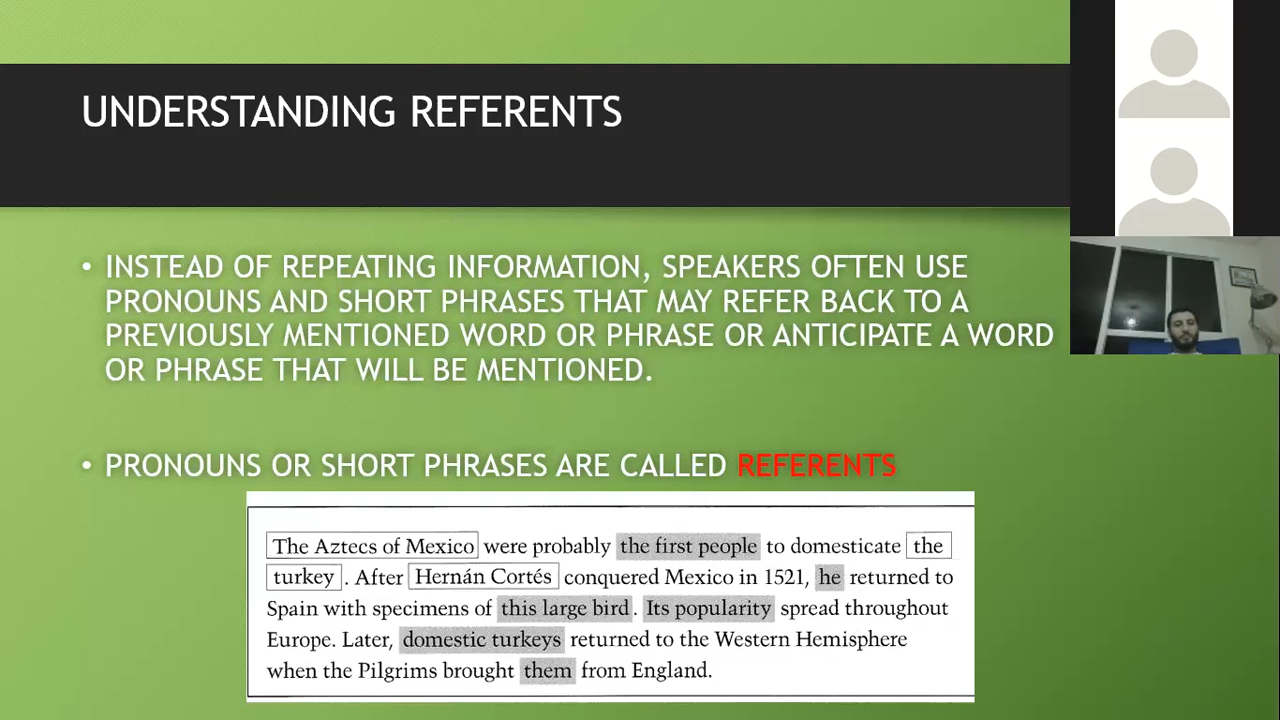 UNDERSTANDING REFERENTS
• INSTEAD OF REPEATING INFORMATION, SPEAKERS OFTEN USE
PRONOUNS AND SHORT PHRASES THAT MAY REFER BACK TO A
PREVIOUSLY MENTIONED WORD OR PHRASE OR ANTICIPATE A WORD
OR PHRASE THAT WILL BE MENTIONED.
• PRONOUNS OR SHORT PHRASES ARE CALLED REFERENTS
The Aztecs of Mexico were probably the first people to domesticate the
turkey. After Hernán Cortés conquered Mexico in 1521, he returned to
Spain with specimens of this large bird. Its popularity spread throughout
Europe. Later, domestic turkeys returned to the Western Hemisphere
when the Pilgrims brought them from England.